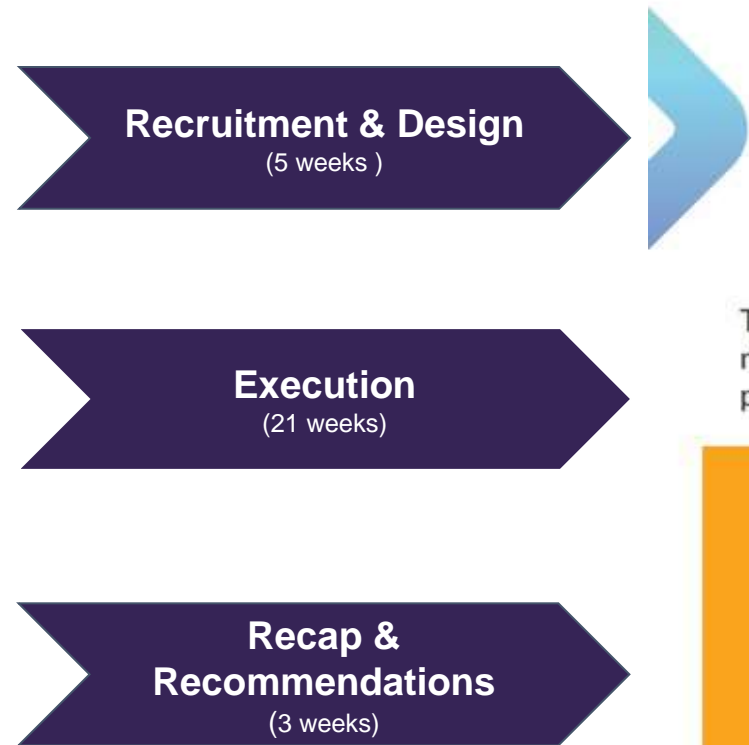 Recruitment & Design
(5 weeks )
Execution
(21 weeks)
Recap &
Recommendations
(3 weeks)